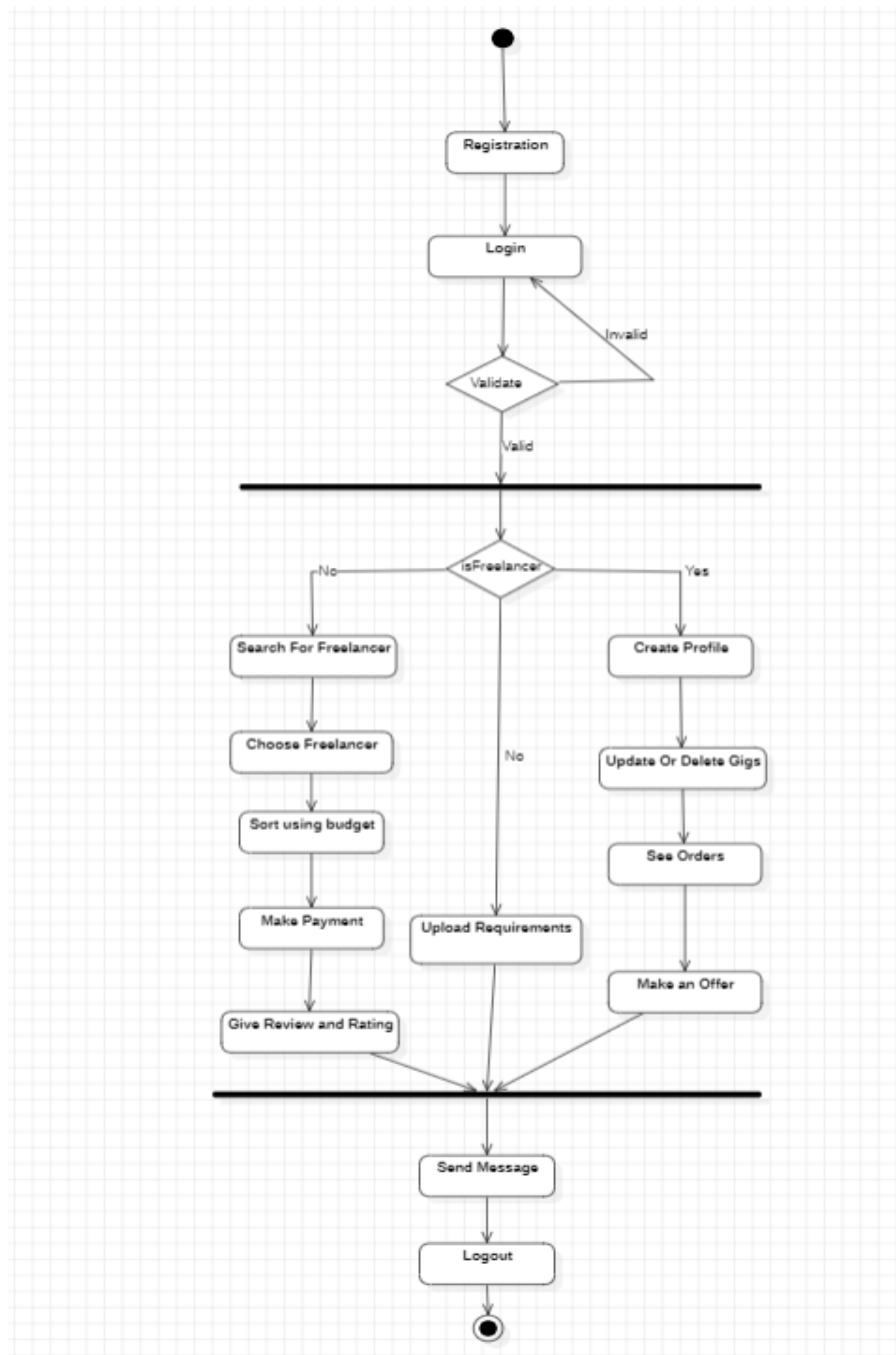 Registration
Login
Invalid
Validate
Valid
isFreelancer
No
Yes
Search For Freelancer
Create Profile
Choose Freelancer
No
Update Or Delete Gigs
Sort using budget
See Orders
Make Payment
Upload Requirements
Make an Offer
Give Review and Rating
Send Message
Logout